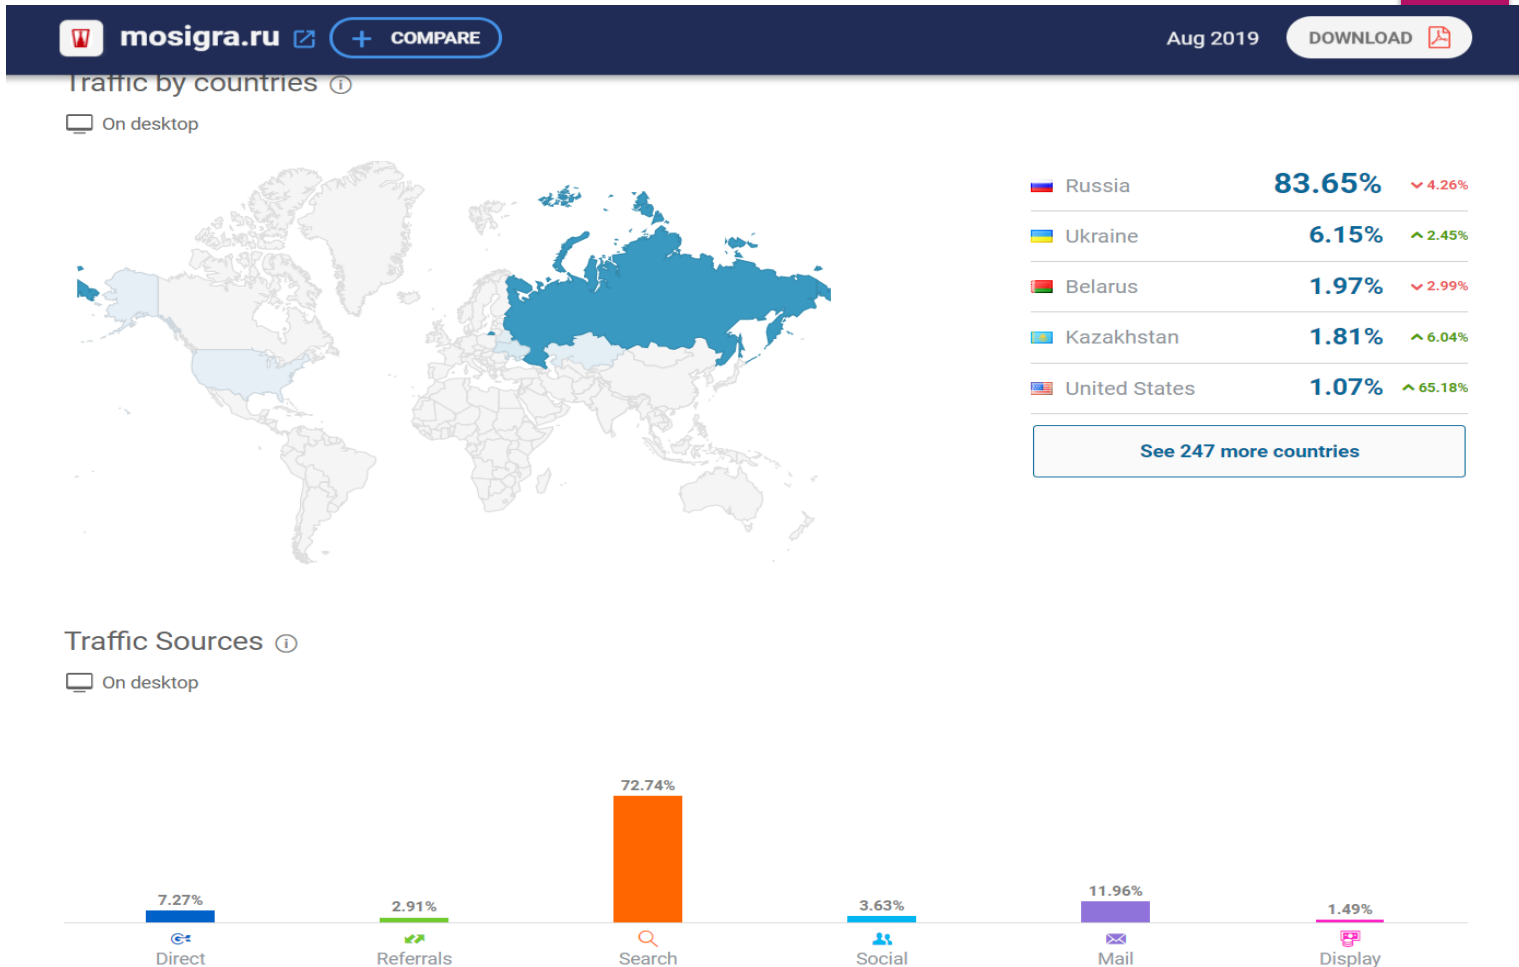 mosigra.ru + COMPARE Aug 2019 DOWNLOAD
Traffic by countries
On desktop
Russia 83.65% 4.26%
Ukraine 6.15% 2.45%
Belarus 1.97% 2.99%
Kazakhstan 1.81% 6.04%
United States 1.07% 65.18%
See 247 more countries
Traffic Sources
On desktop
7.27% 2.91% 72.74% 3.63% 11.96% 1.49%
Direct Referrals Search Social Mail Display